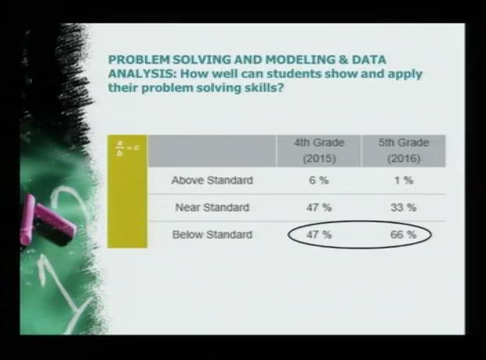 PROBLEM SOLVING AND MODELING & DATA
ANALYSIS: How well can students show and apply
their problem solving skills?
a/b = c
4th Grade 5th Grade
(2015) (2016)
Above Standard 6 % 1 %
Near Standard 47 % 33 %
Below Standard 47 % 66 %